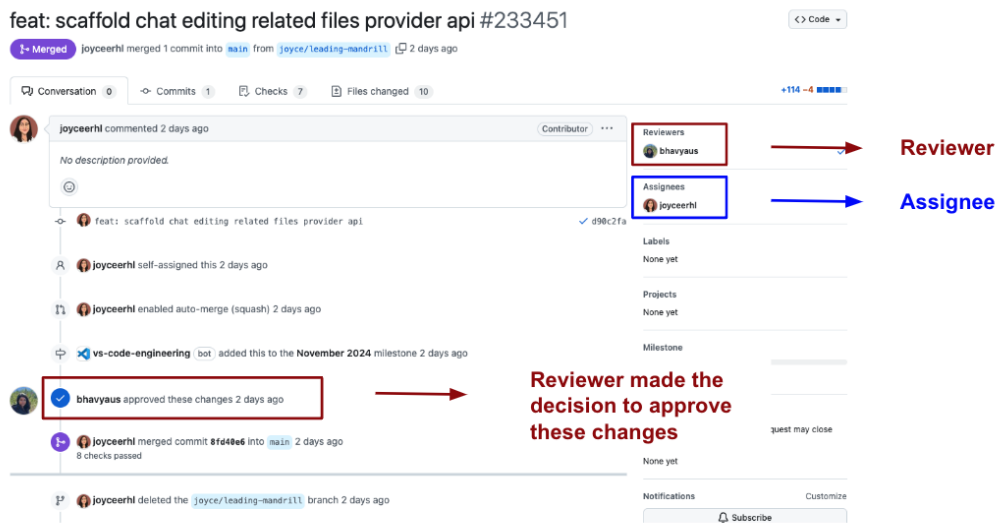 feat: scaffold chat editing related files provider api #233451
<> Code
Merged joyceerhl merged 1 commit into main from joyce/leading-mandrill 2 days ago
Conversation 0 Commits 1 Checks 7 Files changed 10
+114 −4
joyceerhl commented 2 days ago Contributor ...
No description provided.
Reviewers
bhavyaus
Reviewer
Assignees
joyceerhl
Assignee
feat: scaffold chat editing related files provider api d90c2fa
Labels
None yet
joyceerhl self-assigned this 2 days ago
Projects
None yet
joyceerhl enabled auto-merge (squash) 2 days ago
Milestone
vs-code-engineering bot added this to the November 2024 milestone 2 days ago
bhavyaus approved these changes 2 days ago
Reviewer made the
decision to approve
these changes
quest may close
joyceerhl merged commit 8fd40e6 into main 2 days ago
8 checks passed
None yet
joyceerhl deleted the joyce/leading-mandrill branch 2 days ago
Notifications Customize
Subscribe